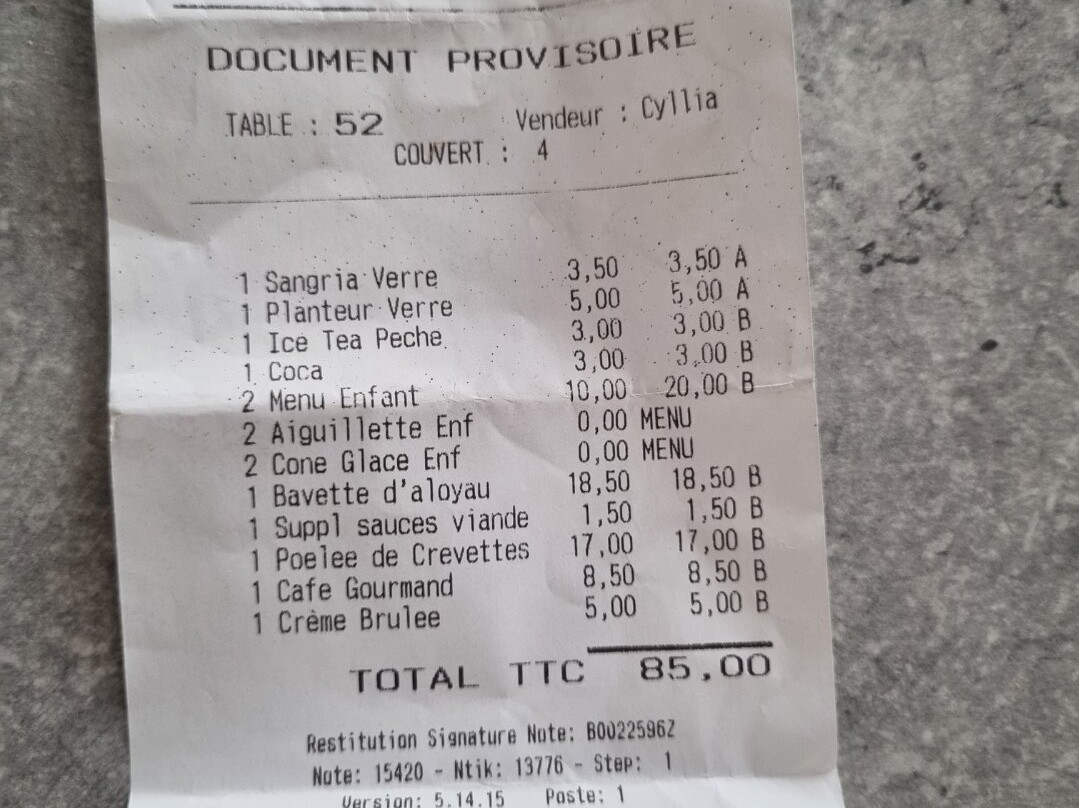 DOCUMENT PROVISOIRE
TABLE : 52 Vendeur : Cyllia
COUVERT : 4
1 Sangria Verre 3,50 3,50 A
1 Planteur Verre 5,00 5,00 A
1 Ice Tea Peche 3,00 3,00 B
1 Coca 3,00 3,00 B
2 Menu Enfant 10,00 20,00 B
2 Aiguillette Enf 0,00 MENU
2 Cone Glace Enf 0,00 MENU
1 Bavette d'aloyau 18,50 18,50 B
1 Suppl sauces viande 1,50 1,50 B
1 Poelee de Crevettes 17,00 17,00 B
1 Cafe Gourmand 8,50 8,50 B
1 Crême Brulee 5,00 5,00 B
TOTAL TTC 85,00
Restitution Signature Note: B0022596Z
Note: 15420 - Ntik: 13776 - Step: 1
Version: 5.14.15 Poste: 1